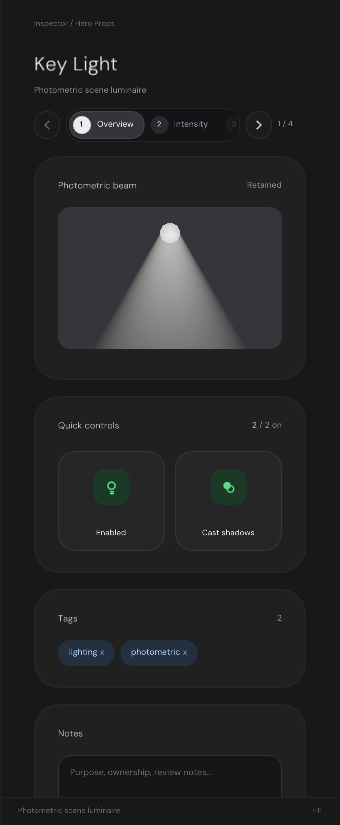 Inspector / Hero Props
Key Light
Photometric scene luminaire
1 Overview 2 Intensity 3 1 / 4
Photometric beam Retained
Quick controls 2 / 2 on
Enabled Cast shadows
Tags 2
lighting x photometric x
Notes
Purpose, ownership, review notes...
Photometric scene luminaire